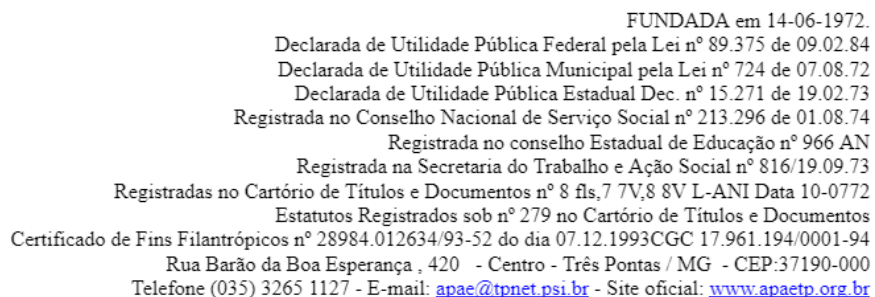 FUNDADA em 14-06-1972.
Declarada de Utilidade Pública Federal pela Lei nº 89.375 de 09.02.84
Declarada de Utilidade Pública Municipal pela Lei nº 724 de 07.08.72
Declarada de Utilidade Pública Estadual Dec. nº 15.271 de 19.02.73
Registrada no Conselho Nacional de Serviço Social nº 213.296 de 01.08.74
Registrada no conselho Estadual de Educação nº 966 AN
Registrada na Secretaria do Trabalho e Ação Social nº 816/19.09.73
Registradas no Cartório de Títulos e Documentos nº 8 fls,7 7V,8 8V L-ANI Data 10-0772
Estatutos Registrados sob nº 279 no Cartório de Títulos e Documentos
Certificado de Fins Filantrópicos nº 28984.012634/93-52 do dia 07.12.1993CGC 17.961.194/0001-94
Rua Barão da Boa Esperança , 420 - Centro - Três Pontas / MG - CEP:37190-000
Telefone (035) 3265 1127 - E-mail: apae@tpnet.psi.br - Site oficial: www.apaetp.org.br